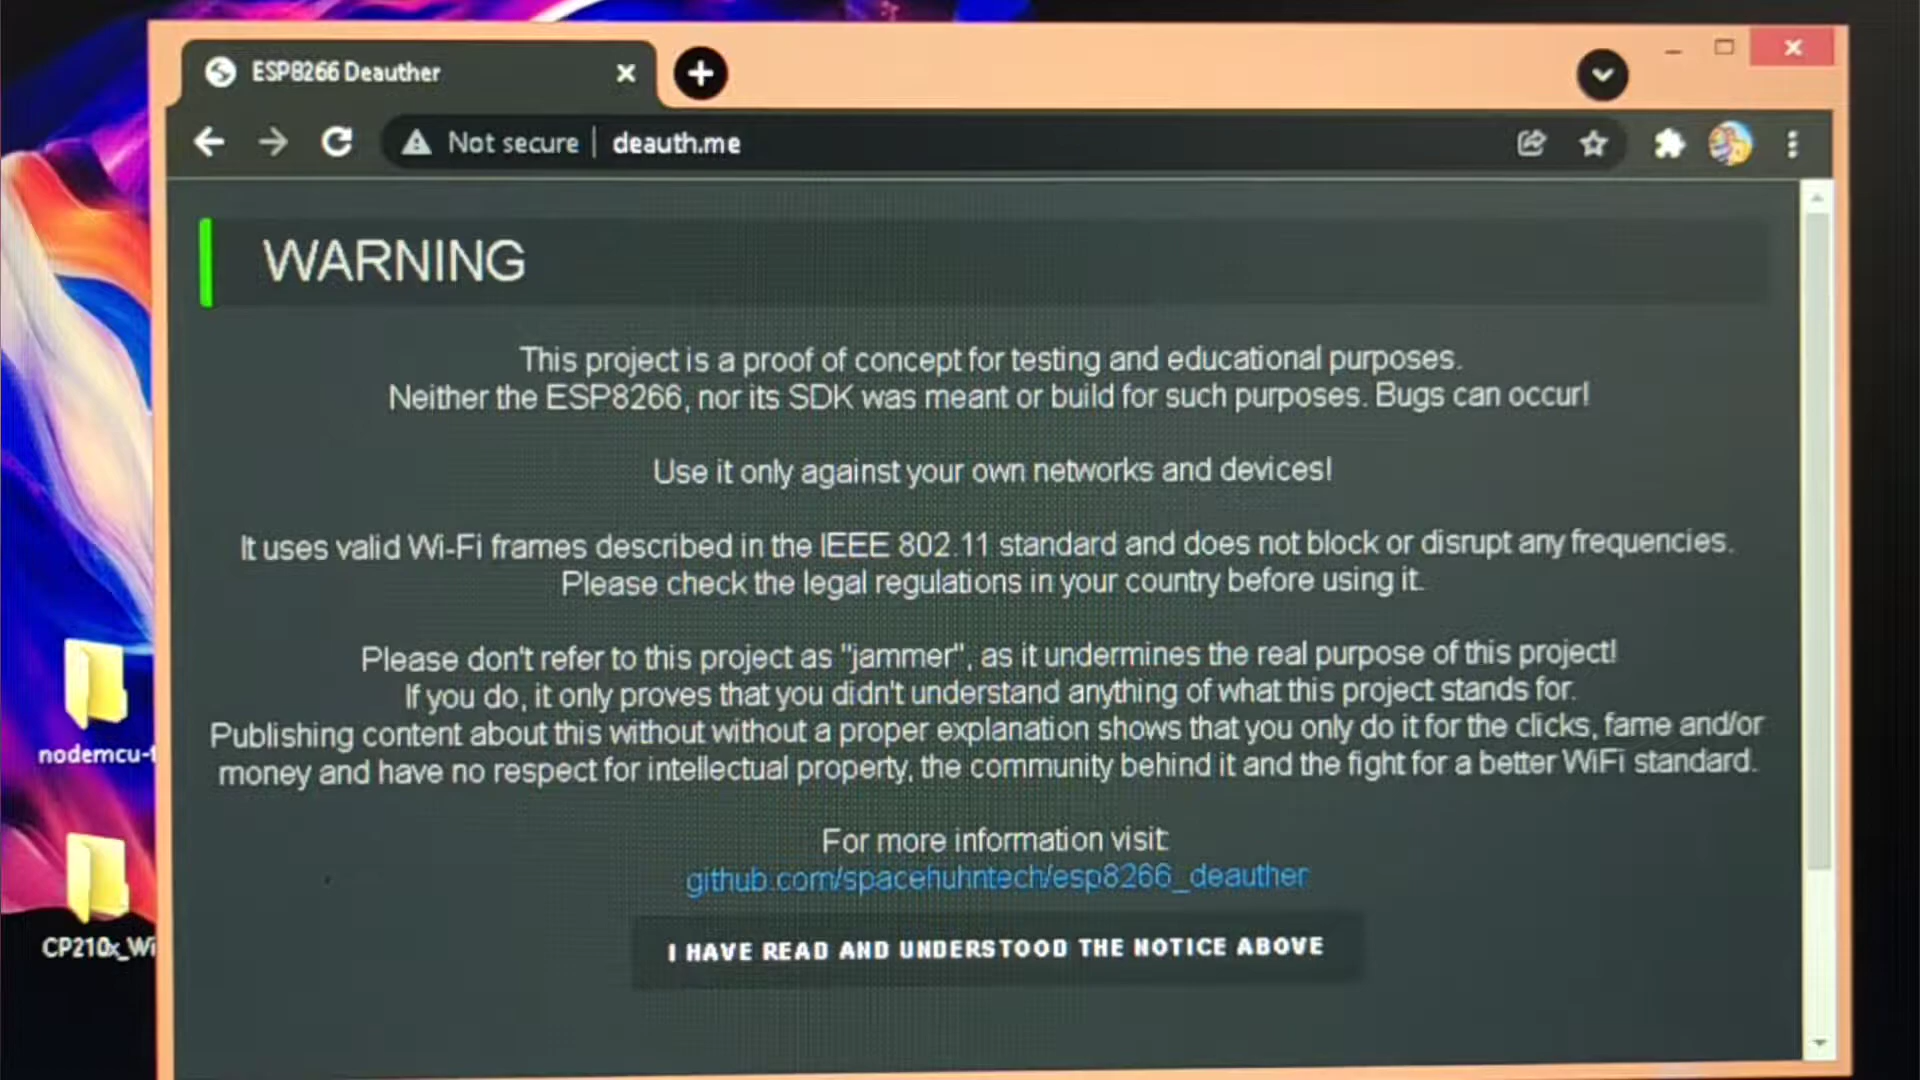 ESP8266 Deauther
Not secure
deauth.me
WARNING
This project is a proof of concept for testing and educational purposes.
Neither the ESP8266, nor its SDK was meant or build for such purposes. Bugs can occur!
Use it only against your own networks and devices!
It uses valid Wi-Fi frames described in the IEEE 802.11 standard and does not block or disrupt any frequencies.
Please check the legal regulations in your country before using it.
Please don't refer to this project as "jammer", as it undermines the real purpose of this project!
If you do, it only proves that you didn't understand anything of what this project stands for.
Publishing content about this without without a proper explanation shows that you only do it for the clicks, fame and/or
money and have no respect for intellectual property, the community behind it and the fight for a better WiFi standard.
For more information visit:
github.com/spacehuhntech/esp8266_deauther
I HAVE READ AND UNDERSTOOD THE NOTICE ABOVE
nodemcu-f
CP210x_Wi